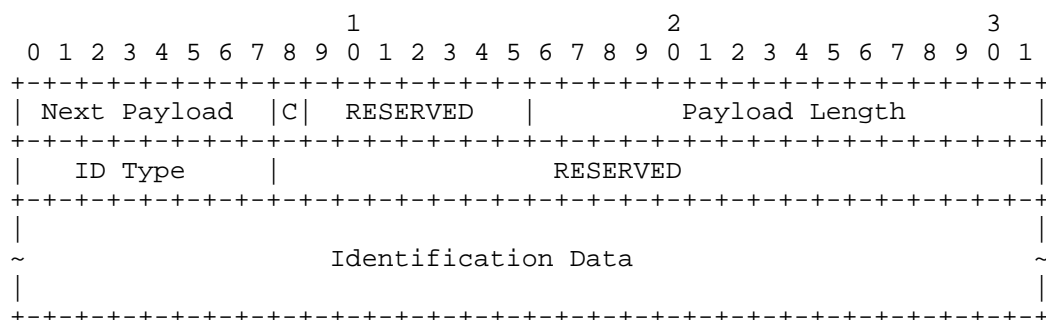 1                   2                   3
 0 1 2 3 4 5 6 7 8 9 0 1 2 3 4 5 6 7 8 9 0 1 2 3 4 5 6 7 8 9 0 1
+-+-+-+-+-+-+-+-+-+-+-+-+-+-+-+-+-+-+-+-+-+-+-+-+-+-+-+-+-+-+-+-+
| Next Payload  |C|  RESERVED   |         Payload Length        |
+-+-+-+-+-+-+-+-+-+-+-+-+-+-+-+-+-+-+-+-+-+-+-+-+-+-+-+-+-+-+-+-+
|   ID Type     |                 RESERVED                      |
+-+-+-+-+-+-+-+-+-+-+-+-+-+-+-+-+-+-+-+-+-+-+-+-+-+-+-+-+-+-+-+-+
|                                                               |
~                   Identification Data                         ~
|                                                               |
+-+-+-+-+-+-+-+-+-+-+-+-+-+-+-+-+-+-+-+-+-+-+-+-+-+-+-+-+-+-+-+-+